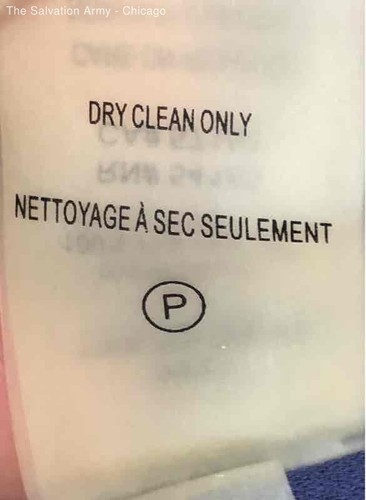 The Salvation Army - Chicago
DRY CLEAN ONLY
NETTOYAGE À SEC SEULEMENT
P